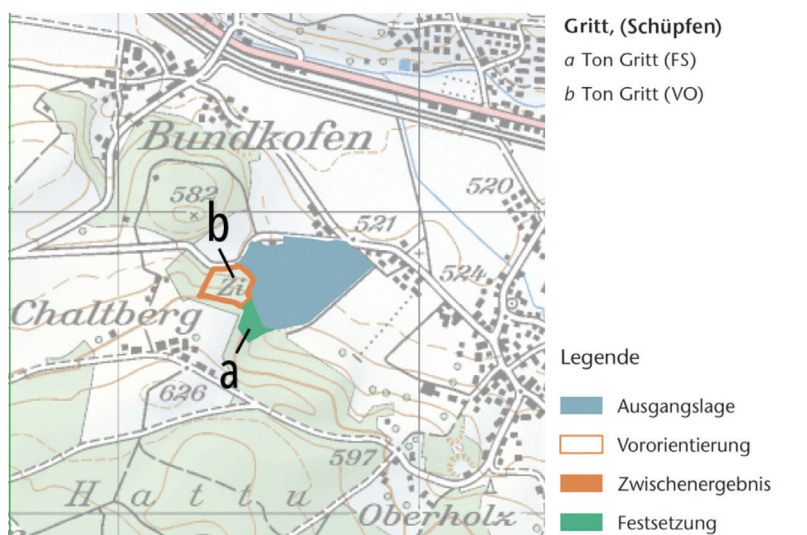 Gritt, (Schüpfen)
a Ton Gritt (FS)
b Ton Gritt (VO)
Bundkofen
582
520
b
521
Zi
524
Chaltberg
a
626
597
Hattu
Oberholz
Legende
Ausgangslage
Vororientierung
Zwischenergebnis
Festsetzung